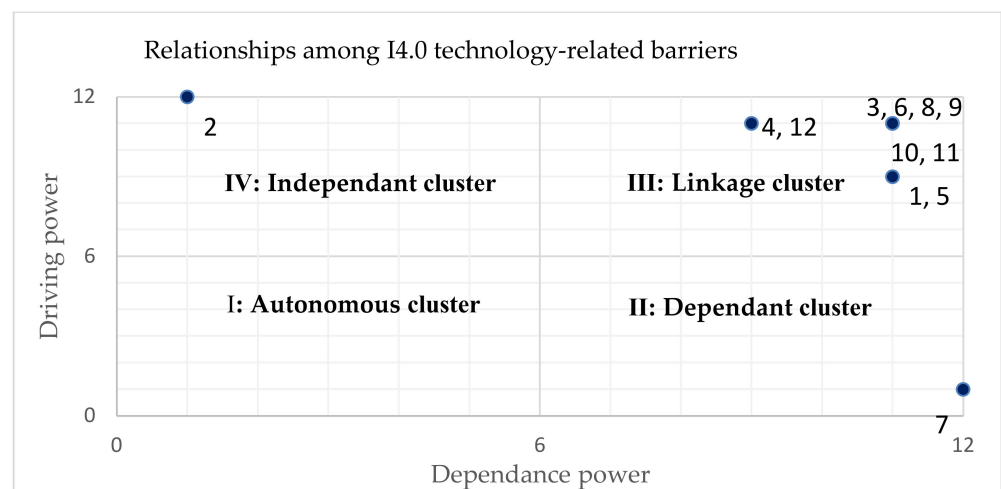 Relationships among I4.0 technology-related barriers
12
3, 6, 8, 9
2
4, 12
10, 11
IV: Independant cluster
III: Linkage cluster
1, 5
Driving power
6
I: Autonomous cluster
II: Dependant cluster
0
7
0
6
12
Dependance power